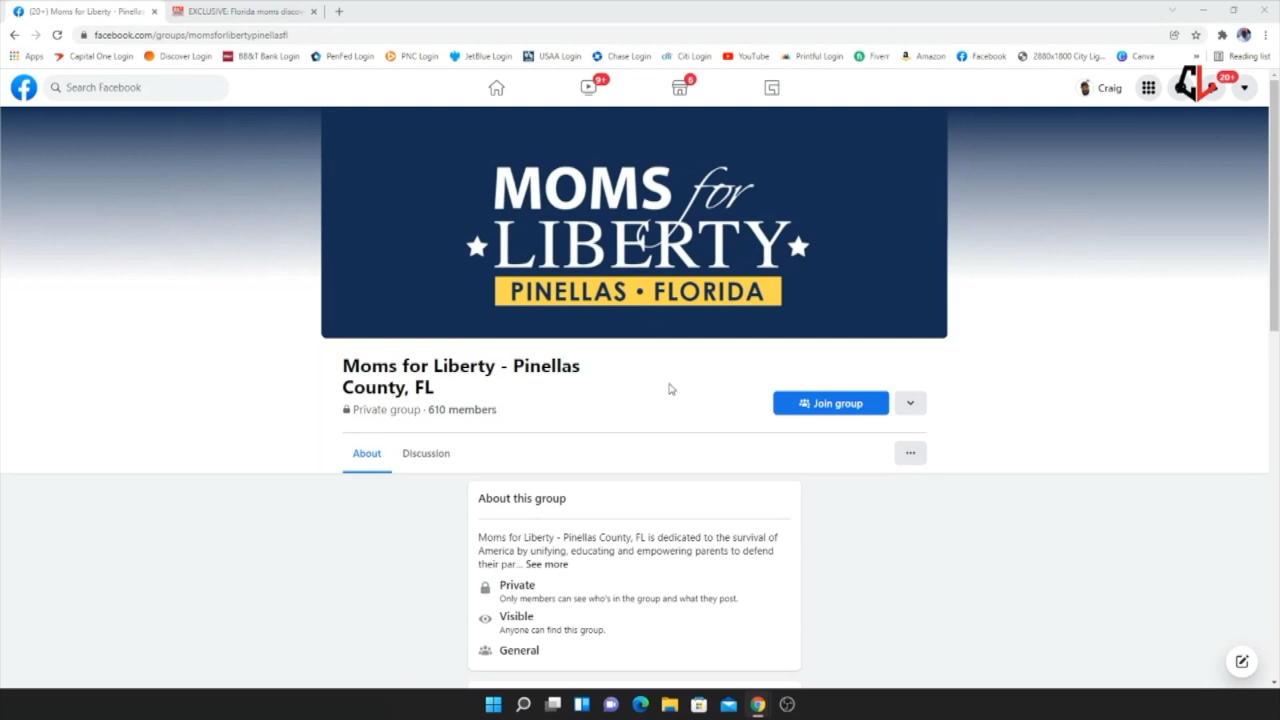 (20+) Moms for Liberty - Pinellas
EXCLUSIVE: Florida moms discov
facebook.com/groups/momsforlibertypinellasfl
Apps Capital One Login Discover Login BB&T Bank Login PenFed Login PNC Login JetBlue Login USAA Login Chase Login Citi Login YouTube Printful Login Fiverr Amazon Facebook 2880x1800 City Lig... Canva » Reading list
Search Facebook 9+ 6 Craig CL 20+
MOMS for
LIBERTY
PINELLAS • FLORIDA
Moms for Liberty - Pinellas
County, FL
Private group · 610 members
Join group
About Discussion
About this group
Moms for Liberty - Pinellas County, FL is dedicated to the survival of
America by unifying, educating and empowering parents to defend
their par... See more
Private
Only members can see who's in the group and what they post.
Visible
Anyone can find this group.
General